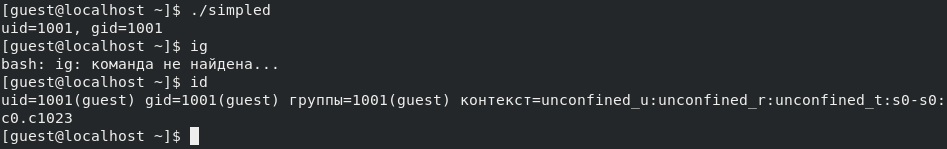 [guest@localhost ~]$ ./simpled
uid=1001, gid=1001
[guest@localhost ~]$ ig
bash: ig: команда не найдена...
[guest@localhost ~]$ id
uid=1001(guest) gid=1001(guest) группы=1001(guest) контекст=unconfined_u:unconfined_r:unconfined_t:s0-s0:
c0.c1023
[guest@localhost ~]$